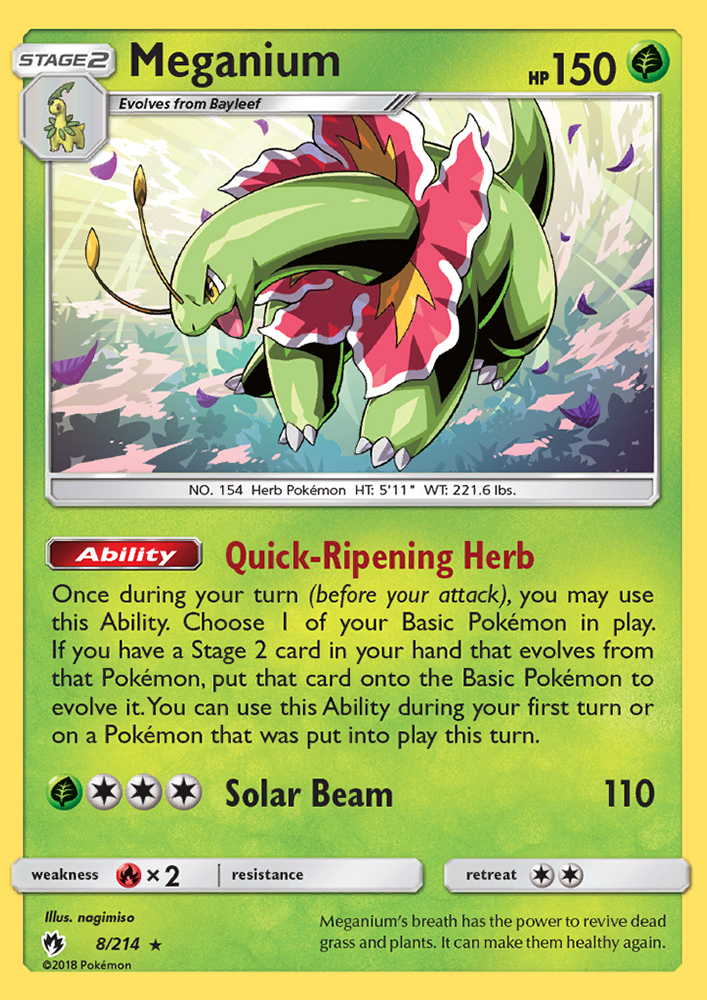 STAGE2
Meganium
HP 150
Evolves from Bayleef
NO. 154 Herb Pokémon HT: 5'11" WT: 221.6 lbs.
Ability Quick-Ripening Herb
Once during your turn (before your attack), you may use
this Ability. Choose 1 of your Basic Pokémon in play.
If you have a Stage 2 card in your hand that evolves from
that Pokémon, put that card onto the Basic Pokémon to
evolve it. You can use this Ability during your first turn or
on a Pokémon that was put into play this turn.
Solar Beam 110
weakness ×2 resistance retreat
Illus. nagimiso
8/214 ★
©2018 Pokémon
Meganium's breath has the power to revive dead
grass and plants. It can make them healthy again.